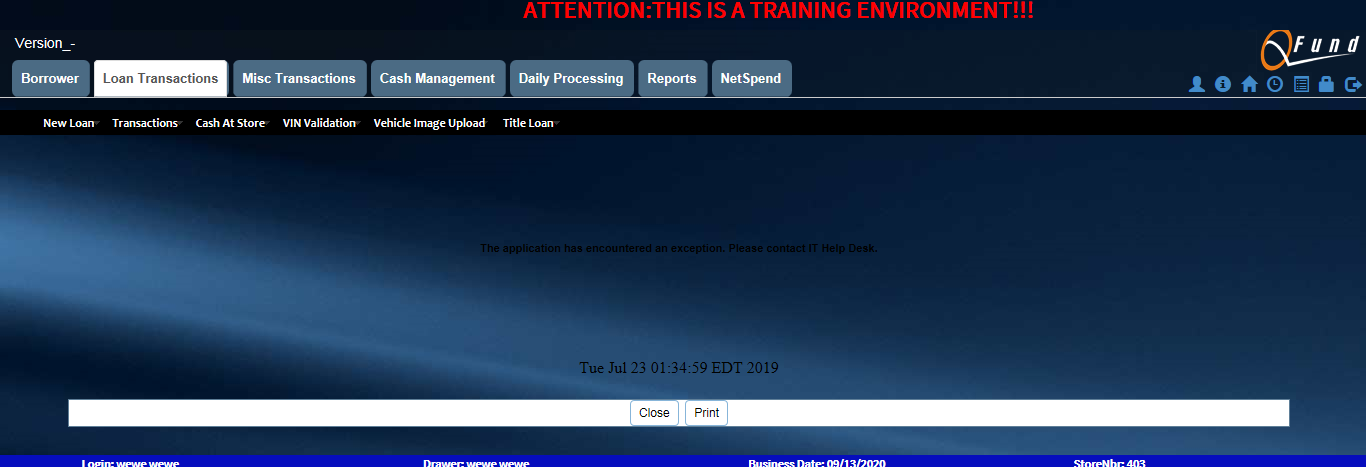 ATTENTION:THIS IS A TRAINING ENVIRONMENT!!!
Version_-
QFund
Borrower Loan Transactions Misc Transactions Cash Management Daily Processing Reports NetSpend
New Loan Transactions Cash At Store VIN Validation Vehicle Image Upload Title Loan
The application has encountered an exception. Please contact IT Help Desk.
Tue Jul 23 01:34:59 EDT 2019
Close Print
Login: wewe wewe Drawer: wewe wewe Business Date: 09/13/2020 StoreNbr: 403